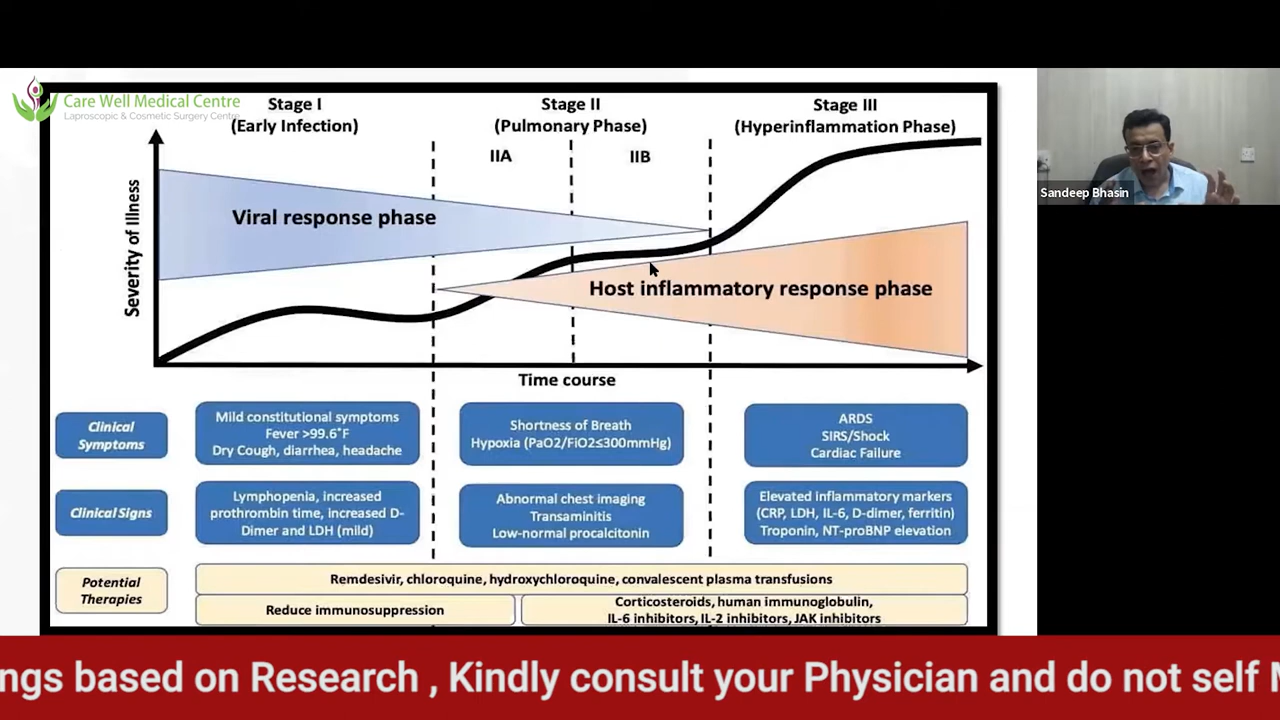 Care Well Medical Centre
Laproscopic & Cosmetic Surgery Centre
Stage I
(Early Infection)
Stage II
(Pulmonary Phase)
Stage III
(Hyperinflammation Phase)
IIA
IIB
Severity of Illness
Viral response phase
Host inflammatory response phase
Time course
Clinical
Symptoms
Mild constitutional symptoms
Fever >99.6°F
Dry Cough, diarrhea, headache
Shortness of Breath
Hypoxia (PaO2/FiO2≤300mmHg)
ARDS
SIRS/Shock
Cardiac Failure
Clinical Signs
Lymphopenia, increased
prothrombin time, increased D-
Dimer and LDH (mild)
Abnormal chest imaging
Transaminitis
Low-normal procalcitonin
Elevated inflammatory markers
(CRP, LDH, IL-6, D-dimer, ferritin)
Troponin, NT-proBNP elevation
Potential
Therapies
Remdesivir, chloroquine, hydroxychloroquine, convalescent plasma transfusions
Reduce immunosuppression
Corticosteroids, human immunoglobulin,
IL-6 inhibitors, IL-2 inhibitors, JAK inhibitors
Sandeep Bhasin
ngs based on Research , Kindly consult your Physician and do not self M